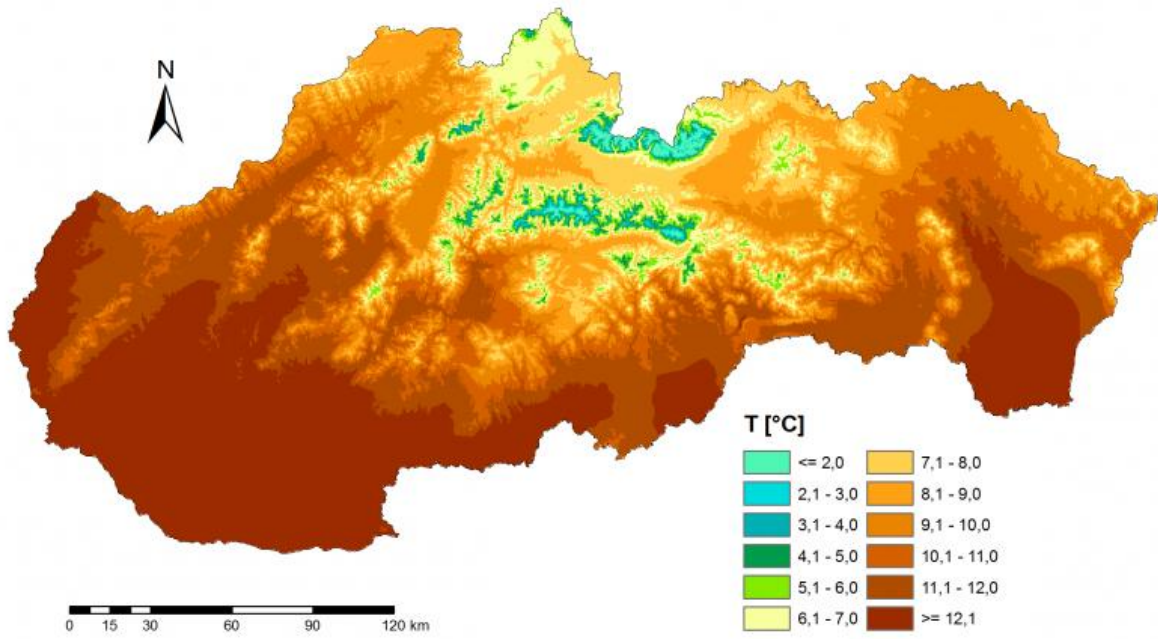 N
T [°C]
<= 2,0
2,1 - 3,0
3,1 - 4,0
4,1 - 5,0
5,1 - 6,0
6,1 - 7,0
7,1 - 8,0
8,1 - 9,0
9,1 - 10,0
10,1 - 11,0
11,1 - 12,0
>= 12,1
0 15 30 60 90 120 km